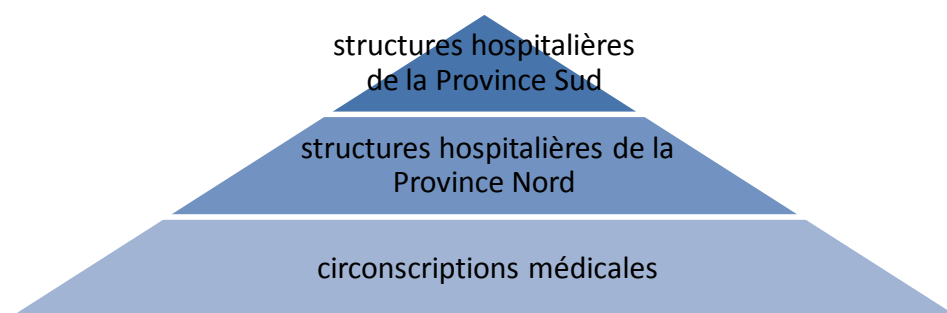 structures hospitalières
de la Province Sud
structures hospitalières de la
Province Nord
circonscriptions médicales